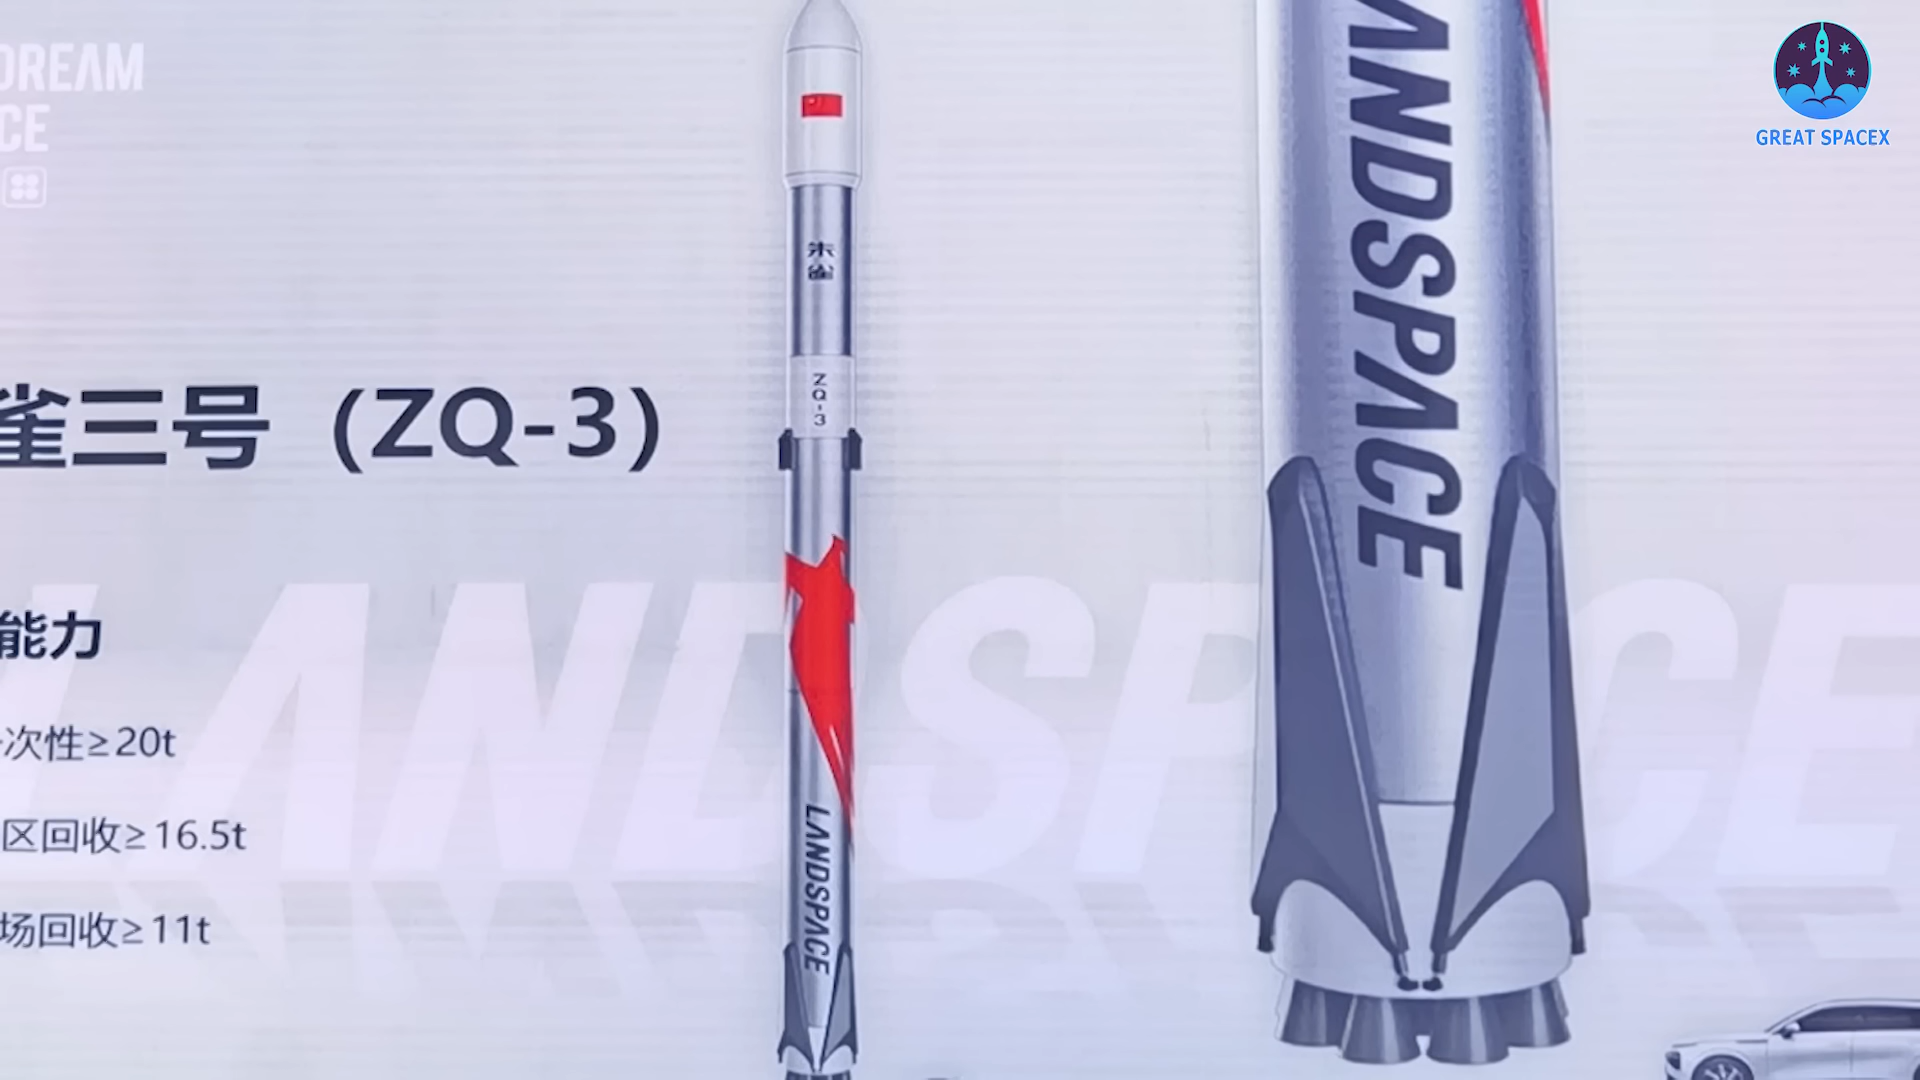 DREAM
CE
GREAT SPACEX
朱
雀
ZQ-3
雀三号（ZQ-3）
能力
次性≥20t
区回收≥16.5t
场回收≥11t
LANDSPACE
LANDSPACE
ANDSPACE